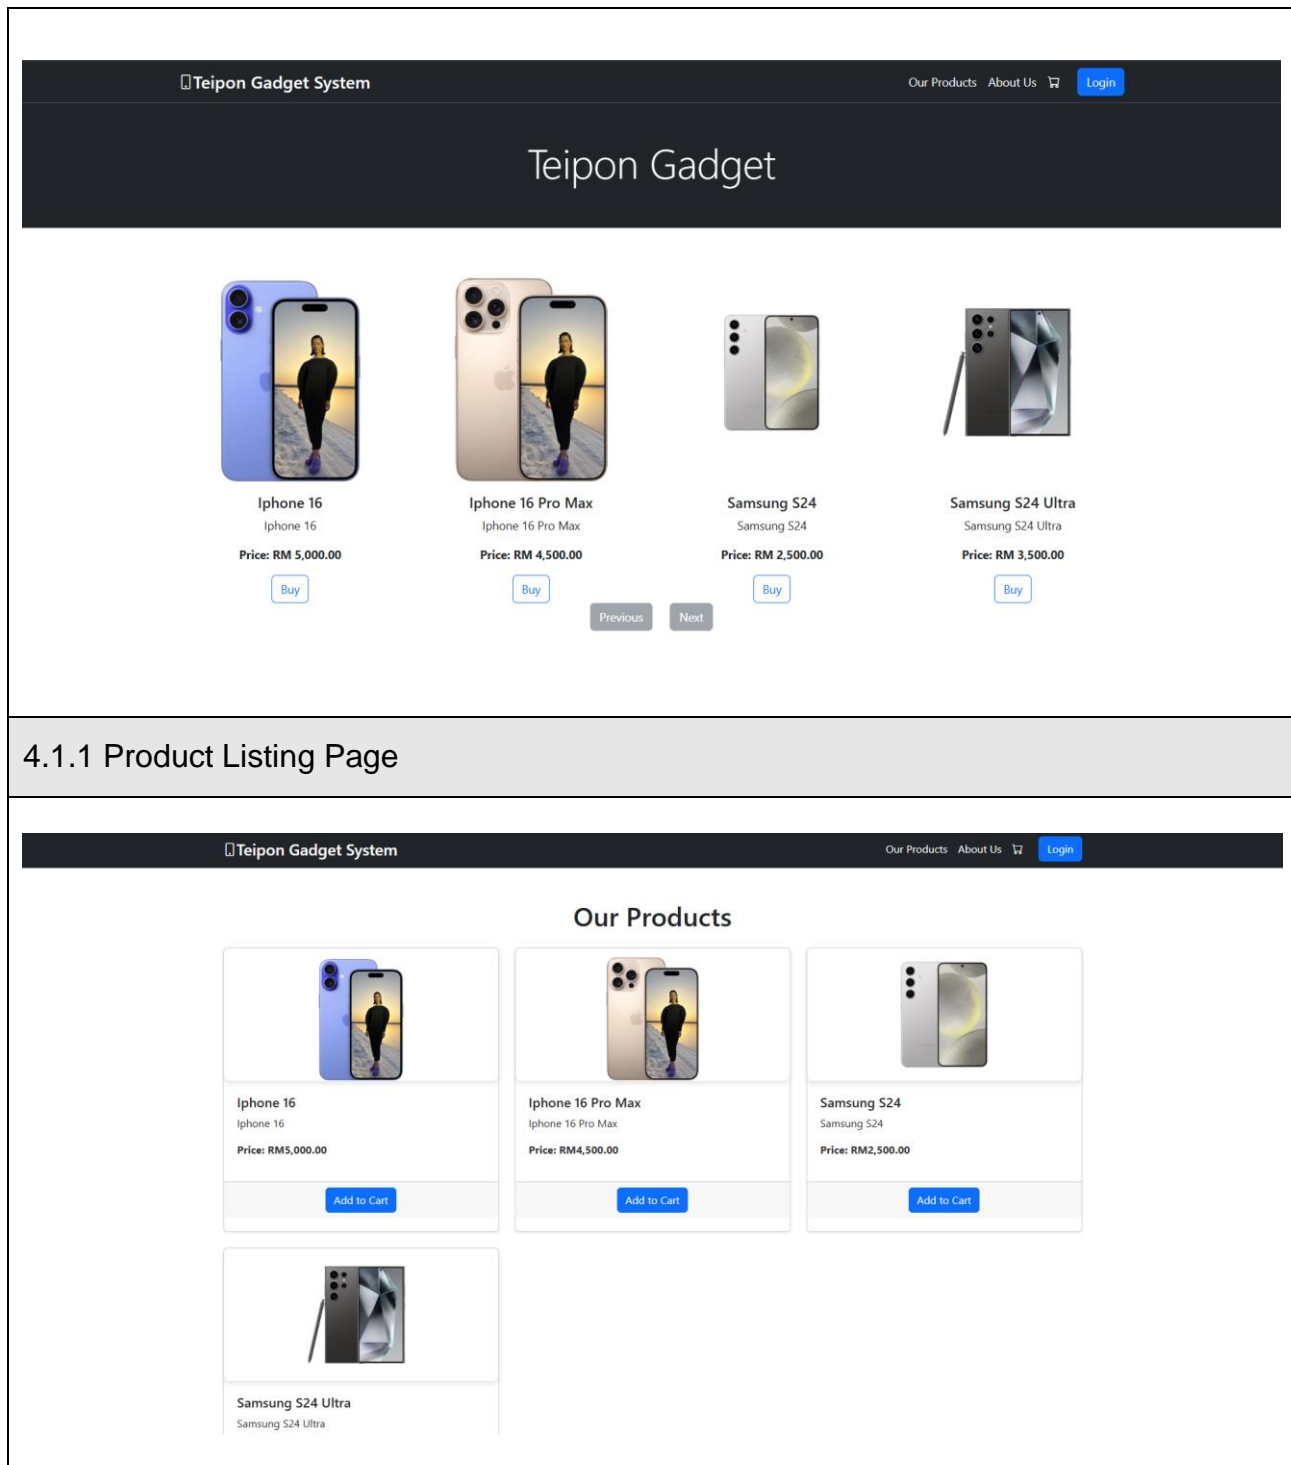 Teipon Gadget System Our Products About Us Login
Teipon Gadget
Iphone 16 Iphone 16 Pro Max Samsung S24 Samsung S24 Ultra
Iphone 16 Iphone 16 Pro Max Samsung S24 Samsung S24 Ultra
Price: RM 5,000.00 Price: RM 4,500.00 Price: RM 2,500.00 Price: RM 3,500.00
Buy Buy Buy Buy
Previous Next
4.1.1 Product Listing Page
Teipon Gadget System Our Products About Us Login
Our Products
Iphone 16 Iphone 16 Pro Max Samsung S24
Iphone 16 Iphone 16 Pro Max Samsung S24
Price: RM5,000.00 Price: RM4,500.00 Price: RM2,500.00
Add to Cart Add to Cart Add to Cart
Samsung S24 Ultra
Samsung S24 Ultra